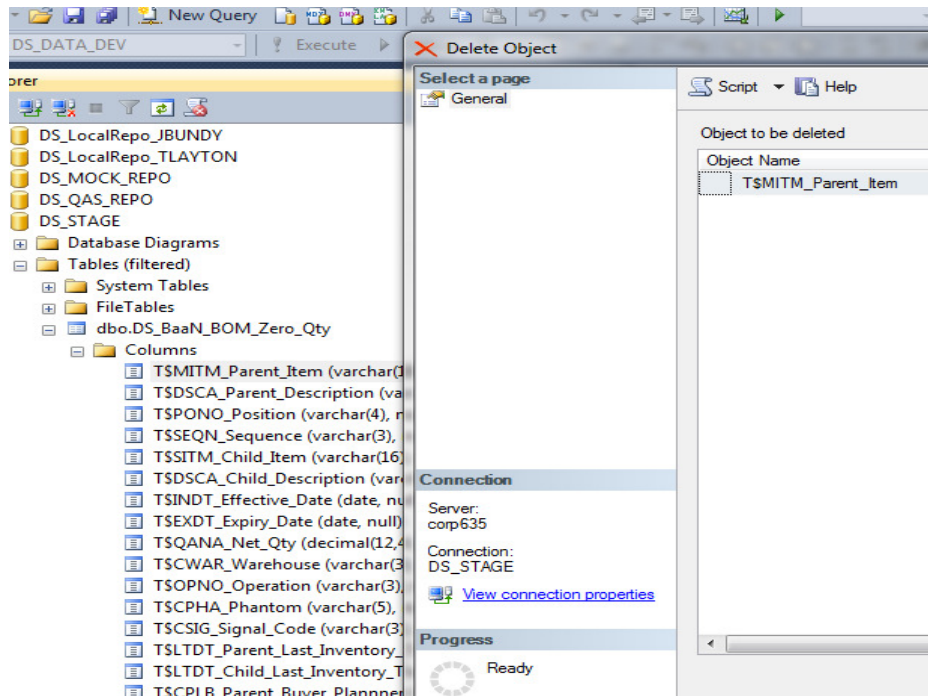 New Query
DS_DATA_DEV
Execute
Delete Object
orer
DS_LocalRepo_JBUNDY
DS_LocalRepo_TLAYTON
DS_MOCK_REPO
DS_QAS_REPO
DS_STAGE
Database Diagrams
Tables (filtered)
System Tables
FileTables
dbo.DS_BaaN_BOM_Zero_Qty
Columns
T$MITM_Parent_Item (varchar(1
T$DSCA_Parent_Description (va
T$PONO_Position (varchar(4), n
T$SEQN_Sequence (varchar(3),
T$SITM_Child_Item (varchar(16)
T$DSCA_Child_Description (varc
T$INDT_Effective_Date (date, nu
T$EXDT_Expiry_Date (date, null)
T$QANA_Net_Qty (decimal(12,4
T$CWAR_Warehouse (varchar(3
T$OPNO_Operation (varchar(3),
T$CPHA_Phantom (varchar(5),
T$CSIG_Signal_Code (varchar(3)
T$LTDT_Parent_Last_Inventory_
T$LTDT_Child_Last_Inventory_T
T$CPLB_Parent_Buyer_Plannner
Select a page
General
Connection
Server:
corp635
Connection:
DS_STAGE
View connection properties
Progress
Ready
Script
Help
Object to be deleted
Object Name
T$MITM_Parent_Item